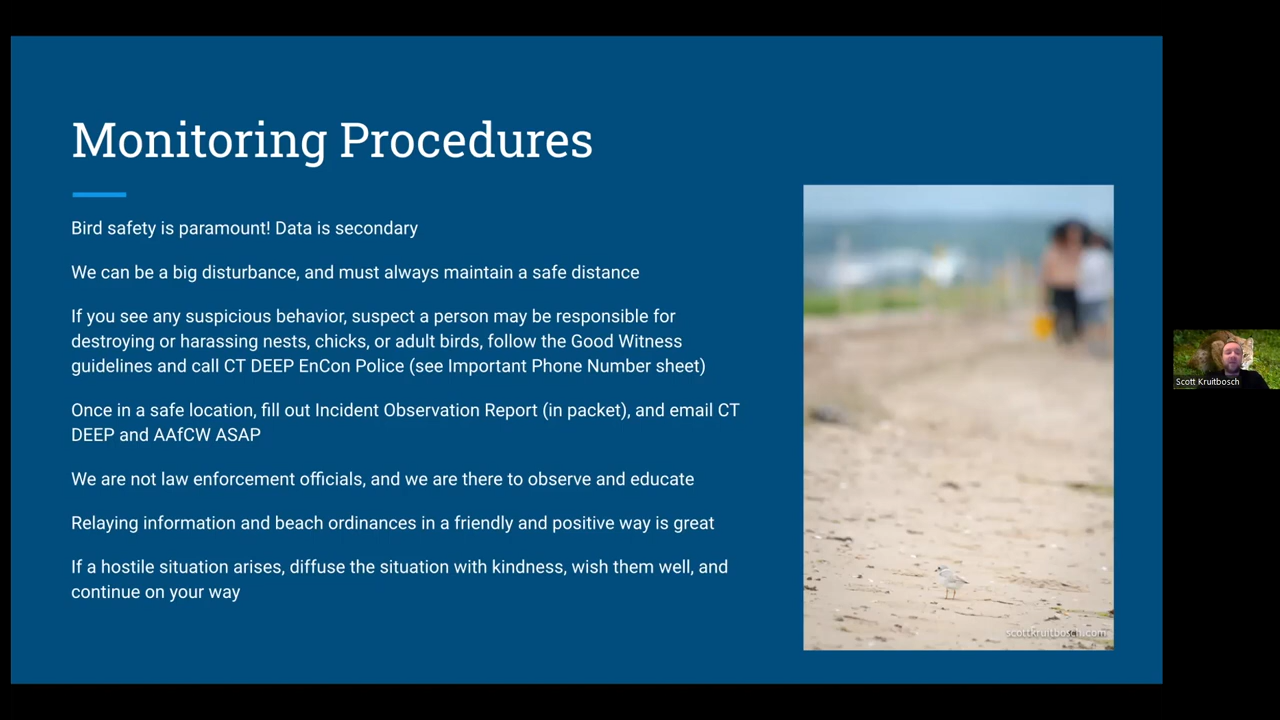 Monitoring Procedures
Bird safety is paramount! Data is secondary
We can be a big disturbance, and must always maintain a safe distance
If you see any suspicious behavior, suspect a person may be responsible for
destroying or harassing nests, chicks, or adult birds, follow the Good Witness
guidelines and call CT DEEP EnCon Police (see Important Phone Number sheet)
Once in a safe location, fill out Incident Observation Report (in packet), and email CT
DEEP and AAfCW ASAP
We are not law enforcement officials, and we are there to observe and educate
Relaying information and beach ordinances in a friendly and positive way is great
If a hostile situation arises, diffuse the situation with kindness, wish them well, and
continue on your way
scottkruitbosch.com
Scott Kruitbosch